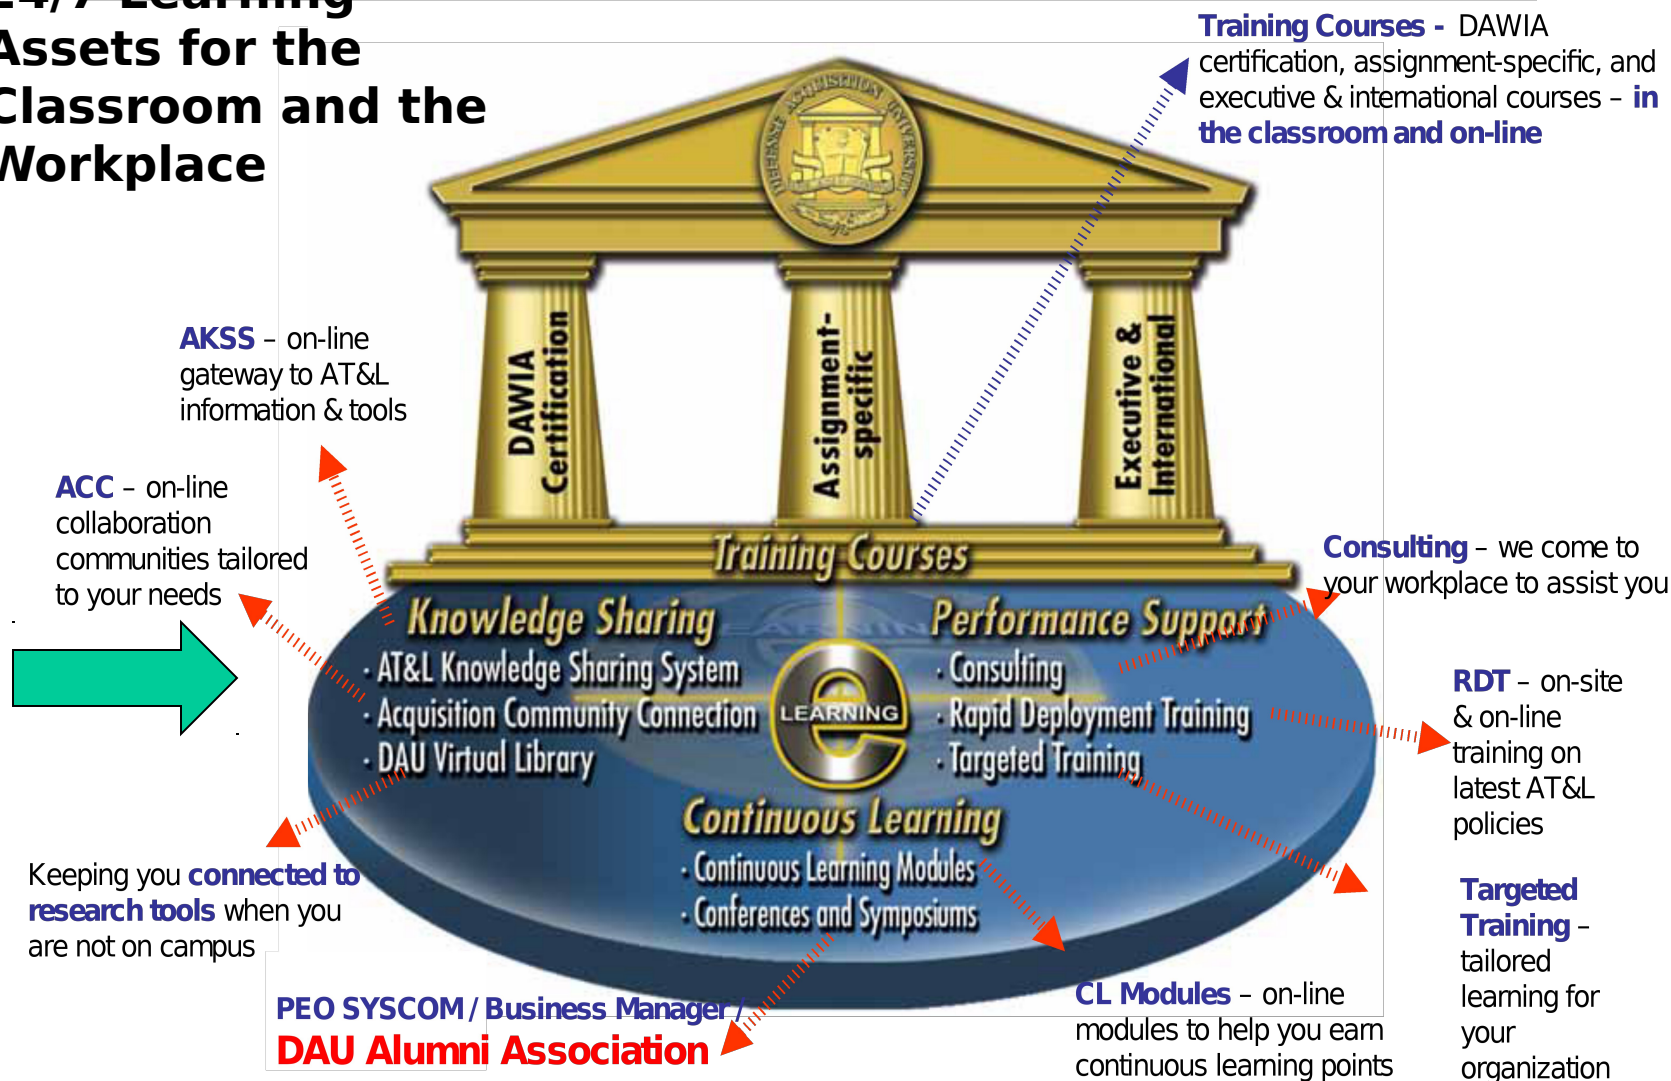 24/7 Learning
Assets for the
Classroom and the
Workplace
Training Courses - DAWIA
certification, assignment-specific, and
executive & international courses – in
the classroom and on-line
DEFENSE ACQUISITION UNIVERSITY
AKSS – on-line
gateway to AT&L
information & tools
DAWIA
Certification
Assignment-
specific
Executive &
International
ACC – on-line
collaboration
communities tailored
to your needs
Training Courses
Consulting – we come to
your workplace to assist you
Knowledge Sharing
· AT&L Knowledge Sharing System
· Acquisition Community Connection
· DAU Virtual Library
e
LEARNING
Performance Support
· Consulting
· Rapid Deployment Training
· Targeted Training
RDT – on-site
& on-line
training on
latest AT&L
policies
Continuous Learning
· Continuous Learning Modules
· Conferences and Symposiums
Keeping you connected to
research tools when you
are not on campus
Targeted
Training –
tailored
learning for
your
organization
PEO SYSCOM / Business Manager /
DAU Alumni Association
CL Modules – on-line
modules to help you earn
continuous learning points